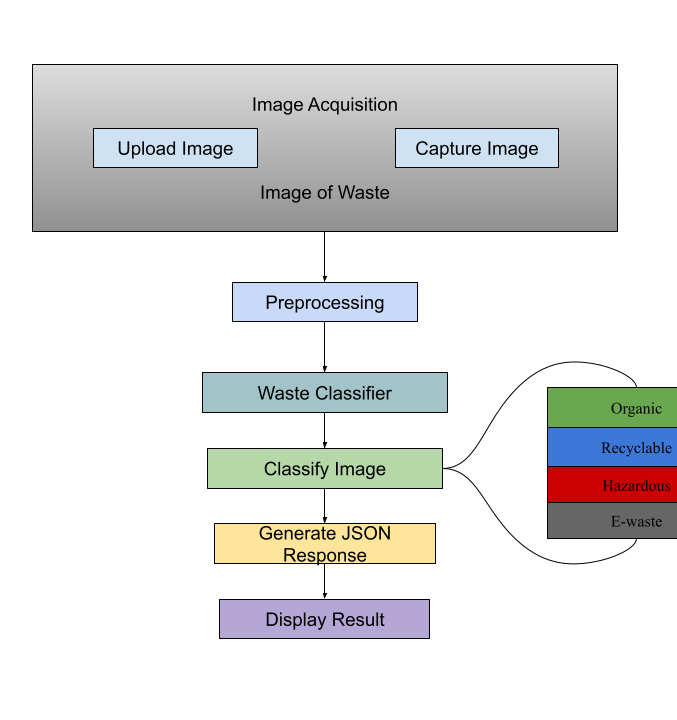 Image Acquisition
Upload Image
Capture Image
Image of Waste
Preprocessing
Waste Classifier
Organic
Classify Image
Recyclable
Hazardous
E-waste
Generate JSON
Response
Display Result